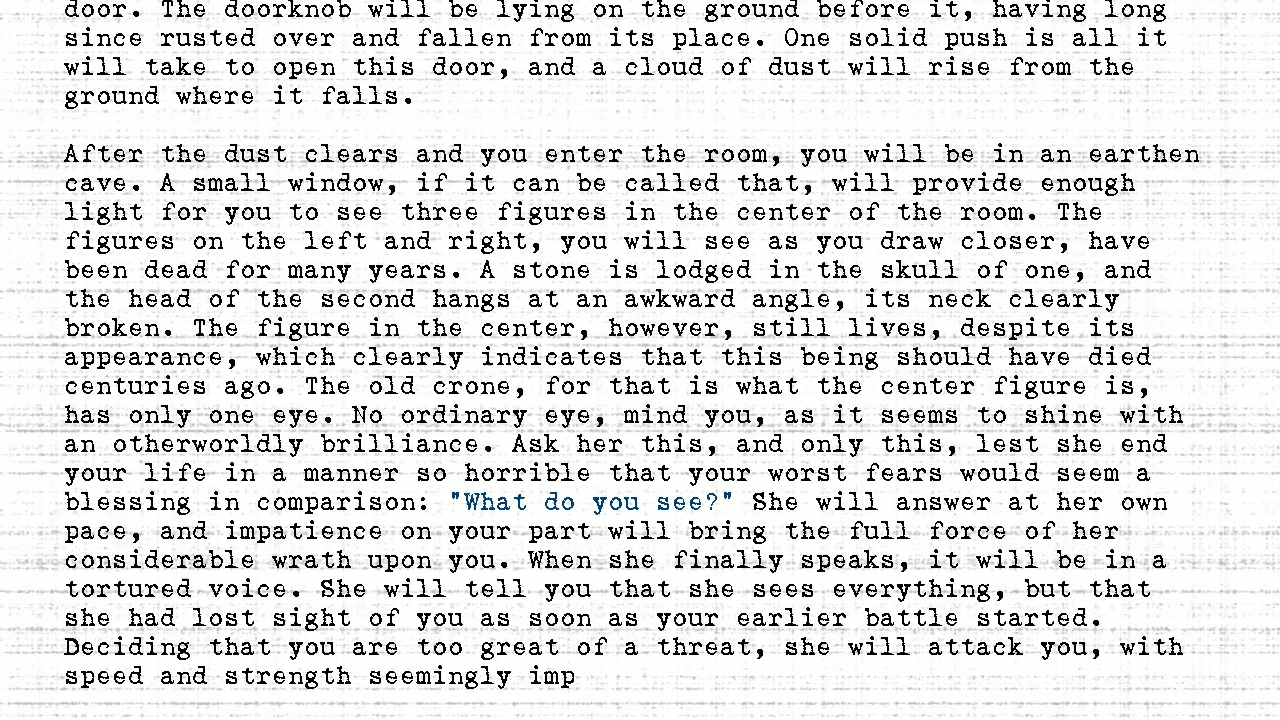 door. The doorknob will be lying on the ground before it, having long
since rusted over and fallen from its place. One solid push is all it
will take to open this door, and a cloud of dust will rise from the
ground where it falls.
After the dust clears and you enter the room, you will be in an earthen
cave. A small window, if it can be called that, will provide enough
light for you to see three figures in the center of the room. The
figures on the left and right, you will see as you draw closer, have
been dead for many years. A stone is lodged in the skull of one, and
the head of the second hangs at an awkward angle, its neck clearly
broken. The figure in the center, however, still lives, despite its
appearance, which clearly indicates that this being should have died
centuries ago. The old crone, for that is what the center figure is,
has only one eye. No ordinary eye, mind you, as it seems to shine with
an otherworldly brilliance. Ask her this, and only this, lest she end
your life in a manner so horrible that your worst fears would seem a
blessing in comparison: "What do you see?" She will answer at her own
pace, and impatience on your part will bring the full force of her
considerable wrath upon you. When she finally speaks, it will be in a
tortured voice. She will tell you that she sees everything, but that
she had lost sight of you as soon as your earlier battle started.
Deciding that you are too great of a threat, she will attack you, with
speed and strength seemingly imp